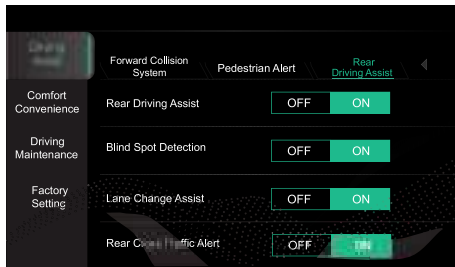 Forward Collision
System
Pedestrian Alert
Rear
Driving Assist
Comfort
Convenience
Rear Driving Assist OFF ON
Driving
Maintenance
Blind Spot Detection OFF ON
Factory
Setting
Lane Change Assist OFF ON
Rear Alert OFF